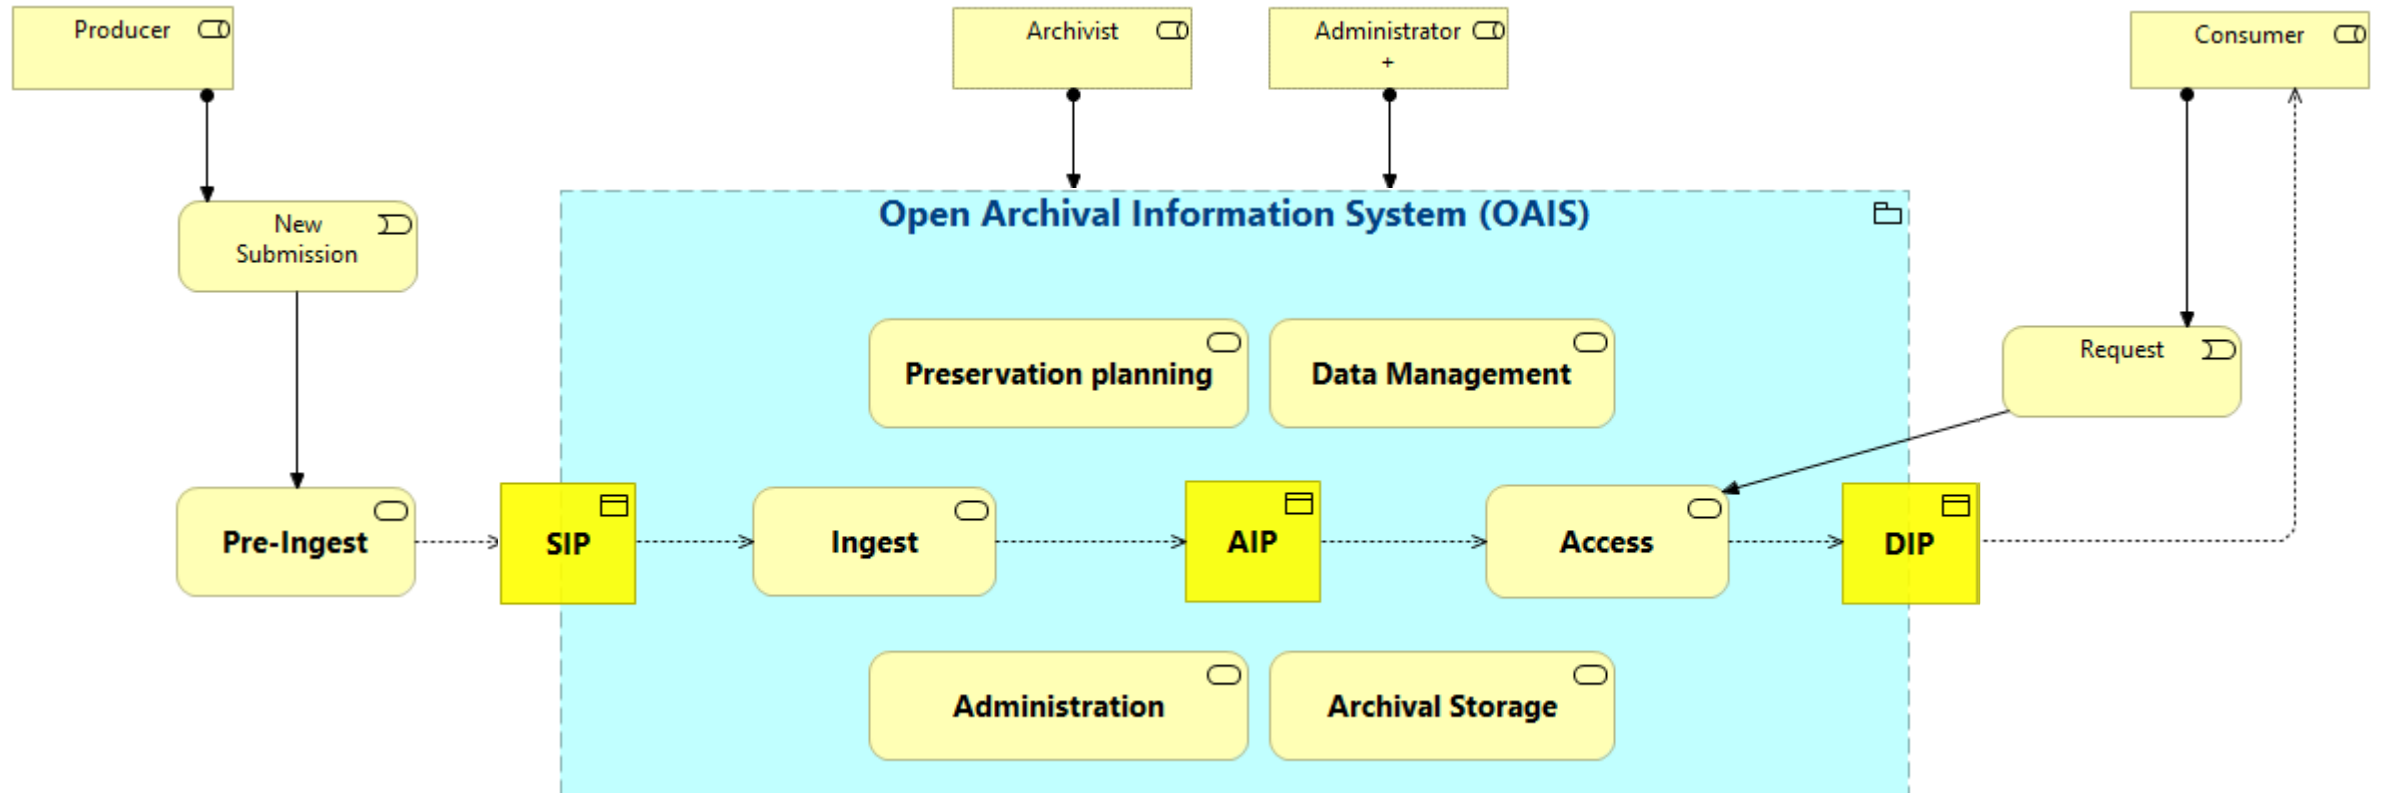 Producer
Archivist
Administrator
+
Consumer
New
Submission
Open Archival Information System (OAIS)
Preservation planning
Data Management
Request
Pre-Ingest
SIP
Ingest
AIP
Access
DIP
Administration
Archival Storage